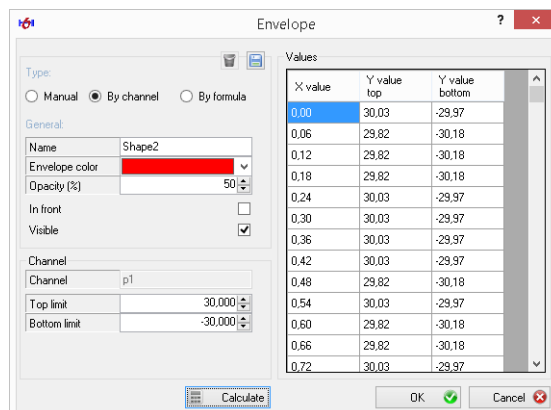 Envelope
?
Type:
Manual By channel By formula
General:
Name Shape2
Envelope color
Opacity (%) 50
In front
Visible
Channel
Channel p1
Top limit 30,000
Bottom limit -30,000
Calculate
Values
X value Y value top Y value bottom
0,00 30,03 -29,97
0,06 29,82 -30,18
0,12 29,82 -30,18
0,18 29,82 -30,18
0,24 30,03 -29,97
0,30 30,03 -29,97
0,36 30,03 -29,97
0,42 30,03 -29,97
0,48 29,82 -30,18
0,54 30,03 -29,97
0,60 29,82 -30,18
0,66 29,82 -30,18
0,72 30,03 -29,97
OK Cancel